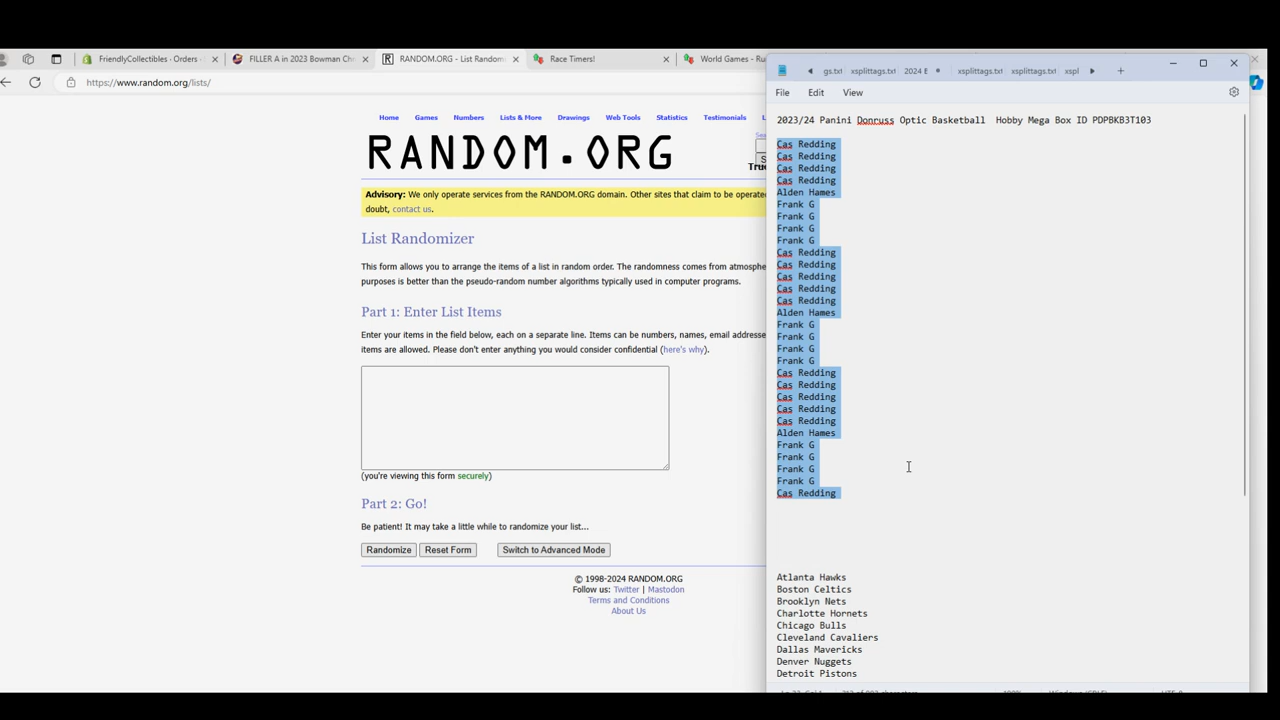 FriendlyCollectibles - Orders
FILLER A in 2023 Bowman Ch
RANDOM.ORG - List Random
Race Timers!
World Games - Ru
https://www.random.org/lists/
Home Games Numbers Lists & More Drawings Web Tools Statistics Testimonials
RANDOM.ORG
Advisory: We only operate services from the RANDOM.ORG domain. Other sites that claim to be operated
doubt, contact us.
List Randomizer
This form allows you to arrange the items of a list in random order. The randomness comes from atmosphe
purposes is better than the pseudo-random number algorithms typically used in computer programs.
Part 1: Enter List Items
Enter your items in the field below, each on a separate line. Items can be numbers, names, email addresse
items are allowed. Please don't enter anything you would consider confidential (here's why).
(you're viewing this form securely)
Part 2: Go!
Be patient! It may take a little while to randomize your list...
Randomize Reset Form Switch to Advanced Mode
© 1998-2024 RANDOM.ORG
Follow us: Twitter | Mastodon
Terms and Conditions
About Us
gs.txt xsplittags.txt 2024 B xsplittags.txt xsplittags.txt xspl
File Edit View
2023/24 Panini Donruss Optic Basketball Hobby Mega Box ID PDPBKB3T103
Cas Redding
Cas Redding
Cas Redding
Cas Redding
Alden Hames
Frank G
Frank G
Frank G
Frank G
Cas Redding
Cas Redding
Cas Redding
Cas Redding
Cas Redding
Alden Hames
Frank G
Frank G
Frank G
Frank G
Cas Redding
Cas Redding
Cas Redding
Cas Redding
Cas Redding
Alden Hames
Frank G
Frank G
Frank G
Frank G
Cas Redding
Atlanta Hawks
Boston Celtics
Brooklyn Nets
Charlotte Hornets
Chicago Bulls
Cleveland Cavaliers
Dallas Mavericks
Denver Nuggets
Detroit Pistons